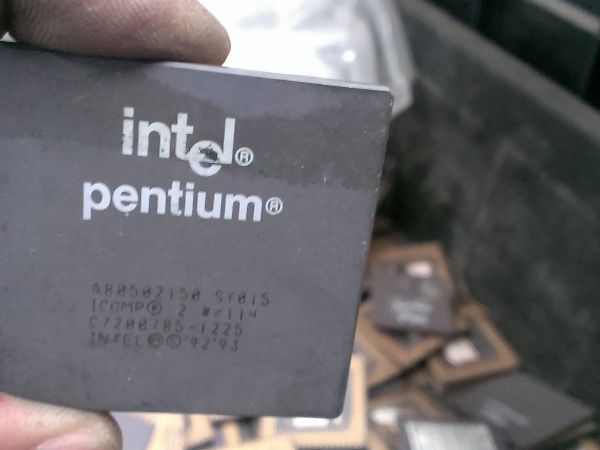 intel®
pentium®
A80502150 SY015
ICOMP® 2 #=114
C7200785-1225
INTEL Ⓜ © '92 '93